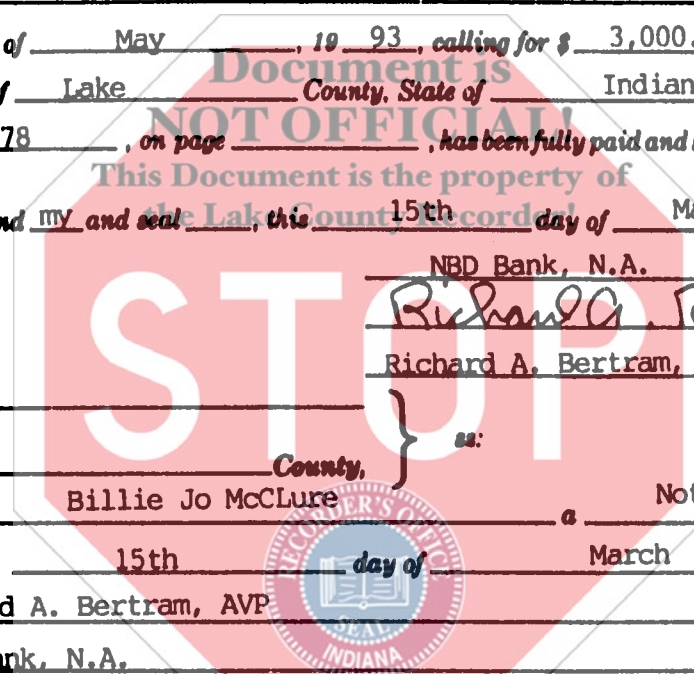 of May, 19 93, calling for $ 3,000.
Document is
Lake County, State of Indian
NOT OFFICIAL!
78, on page , has been fully paid and
This Document is the property of
the Lake County Recorder!
my and seal , this 15th day of
NBD Bank, N.A.
Richard A.
Richard A. Bertram,
STOP
ss:
County,
Billie Jo McClure a Not
RECORDER'S OFFICE
15th day of March
d A. Bertram, AVP
SEAL
INDIANA
nk, N.A.